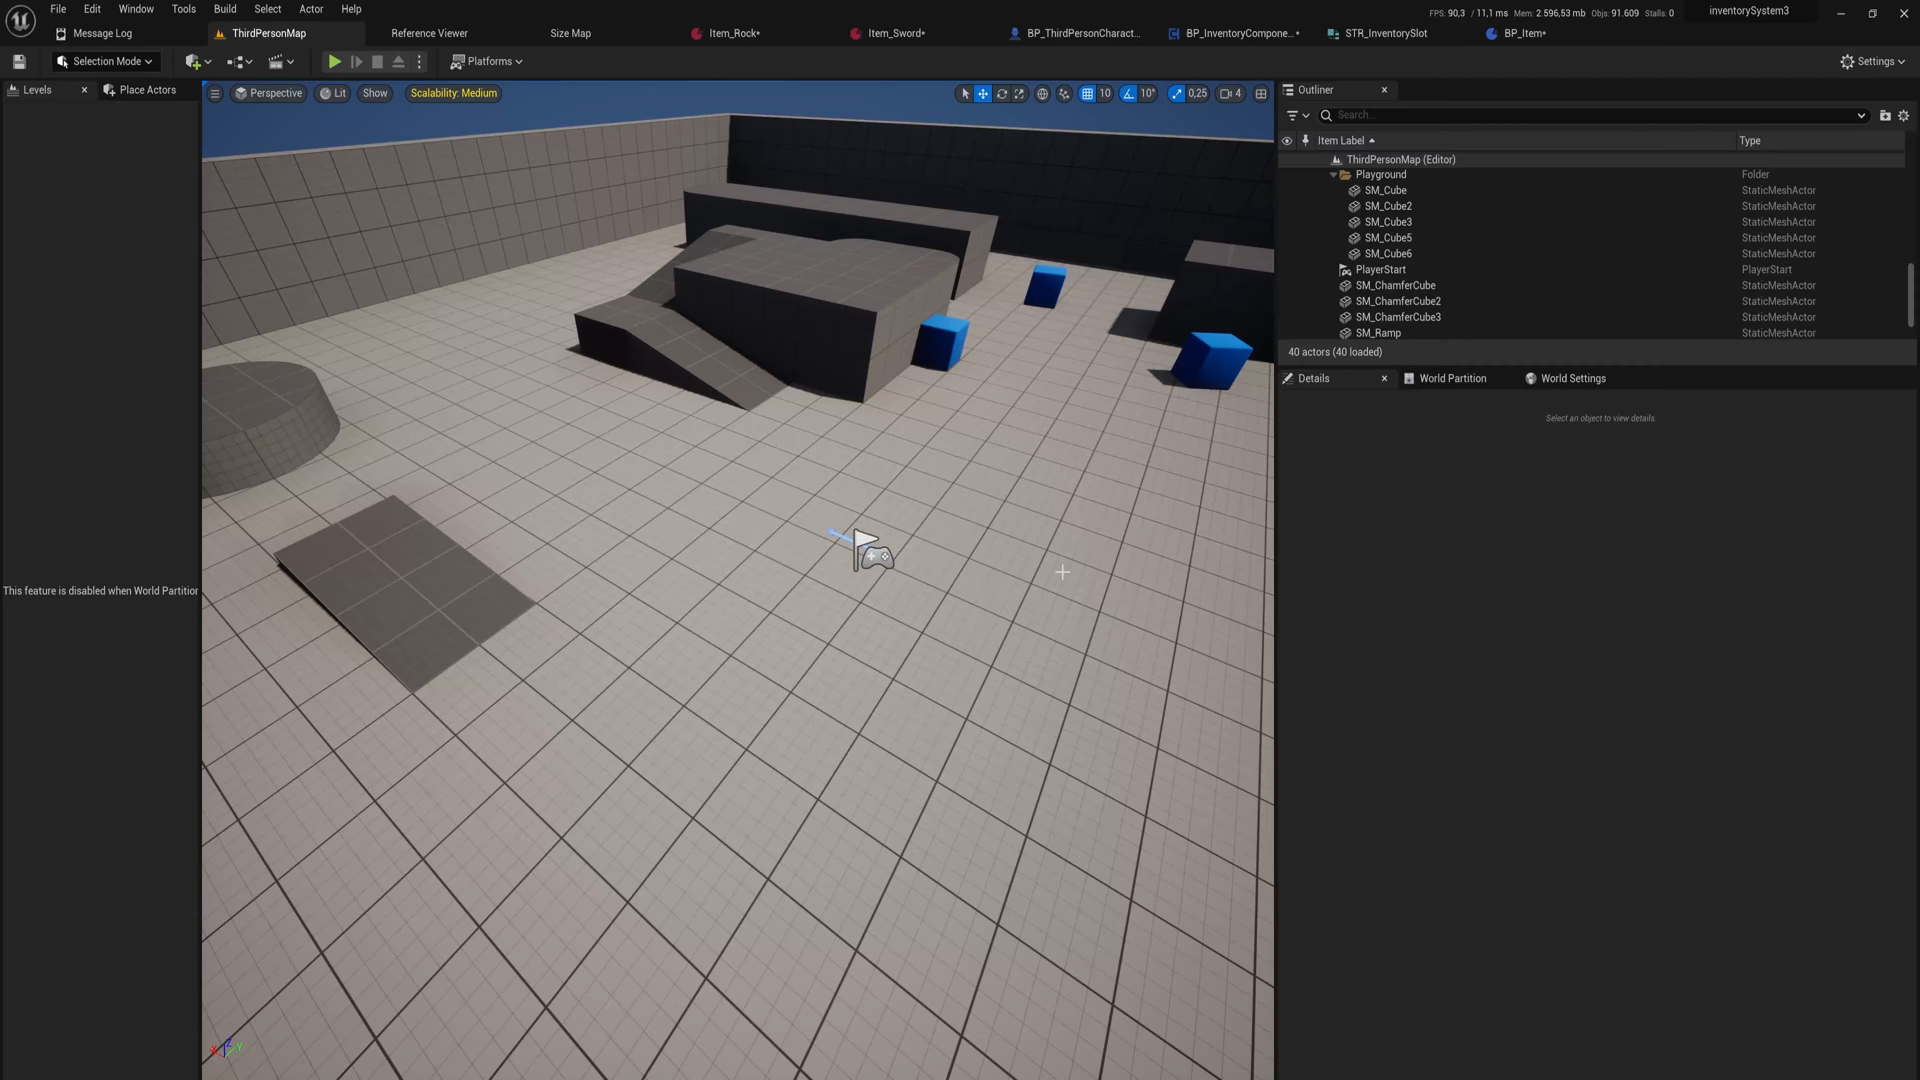 File Edit Window Tools Build Select Actor Help
FPS: 90,3 / 11,1 ms Mem: 2.596,53 mb Objs: 91.609 Stalls: 0
inventorySystem3
Message Log
ThirdPersonMap
Reference Viewer
Size Map
Item_Rock*
Item_Sword*
BP_ThirdPersonCharact...
BP_InventoryCompone...*
STR_InventorySlot
BP_Item*
Selection Mode
Platforms
Settings
Levels
Place Actors
Perspective
Lit
Show
Scalability: Medium
10
10°
0,25
4
Outliner
Search...
Item Label
Type
ThirdPersonMap (Editor)
Playground Folder
SM_Cube StaticMeshActor
SM_Cube2 StaticMeshActor
SM_Cube3 StaticMeshActor
SM_Cube5 StaticMeshActor
SM_Cube6 StaticMeshActor
PlayerStart PlayerStart
SM_ChamferCube StaticMeshActor
SM_ChamferCube2 StaticMeshActor
SM_ChamferCube3 StaticMeshActor
SM_Ramp StaticMeshActor
40 actors (40 loaded)
Details
World Partition
World Settings
Select an object to view details.
This feature is disabled when World Partition
X Z Y